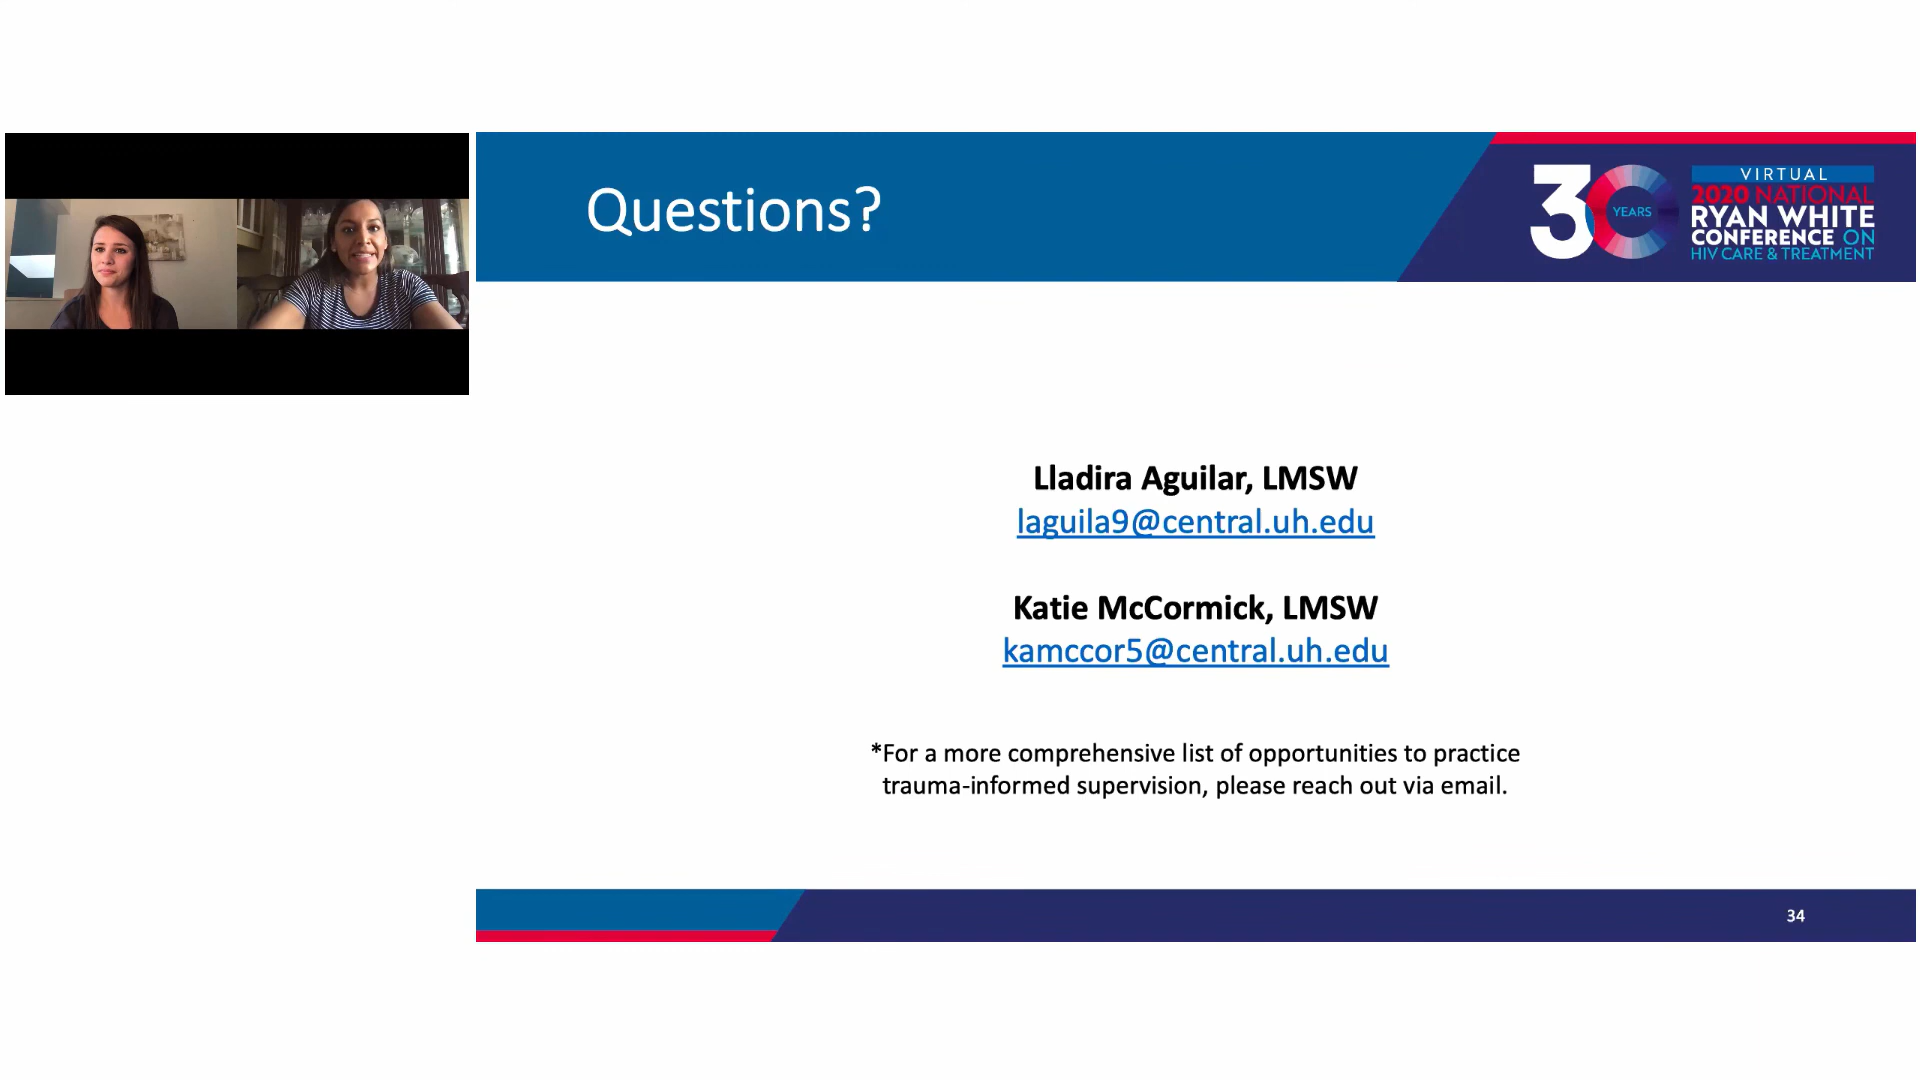 Questions?
30
YEARS
VIRTUAL
2020 NATIONAL
RYAN WHITE
CONFERENCE ON
HIV CARE & TREATMENT
Lladira Aguilar, LMSW
laguila9@central.uh.edu
Katie McCormick, LMSW
kamccor5@central.uh.edu
*For a more comprehensive list of opportunities to practice
trauma-informed supervision, please reach out via email.
34